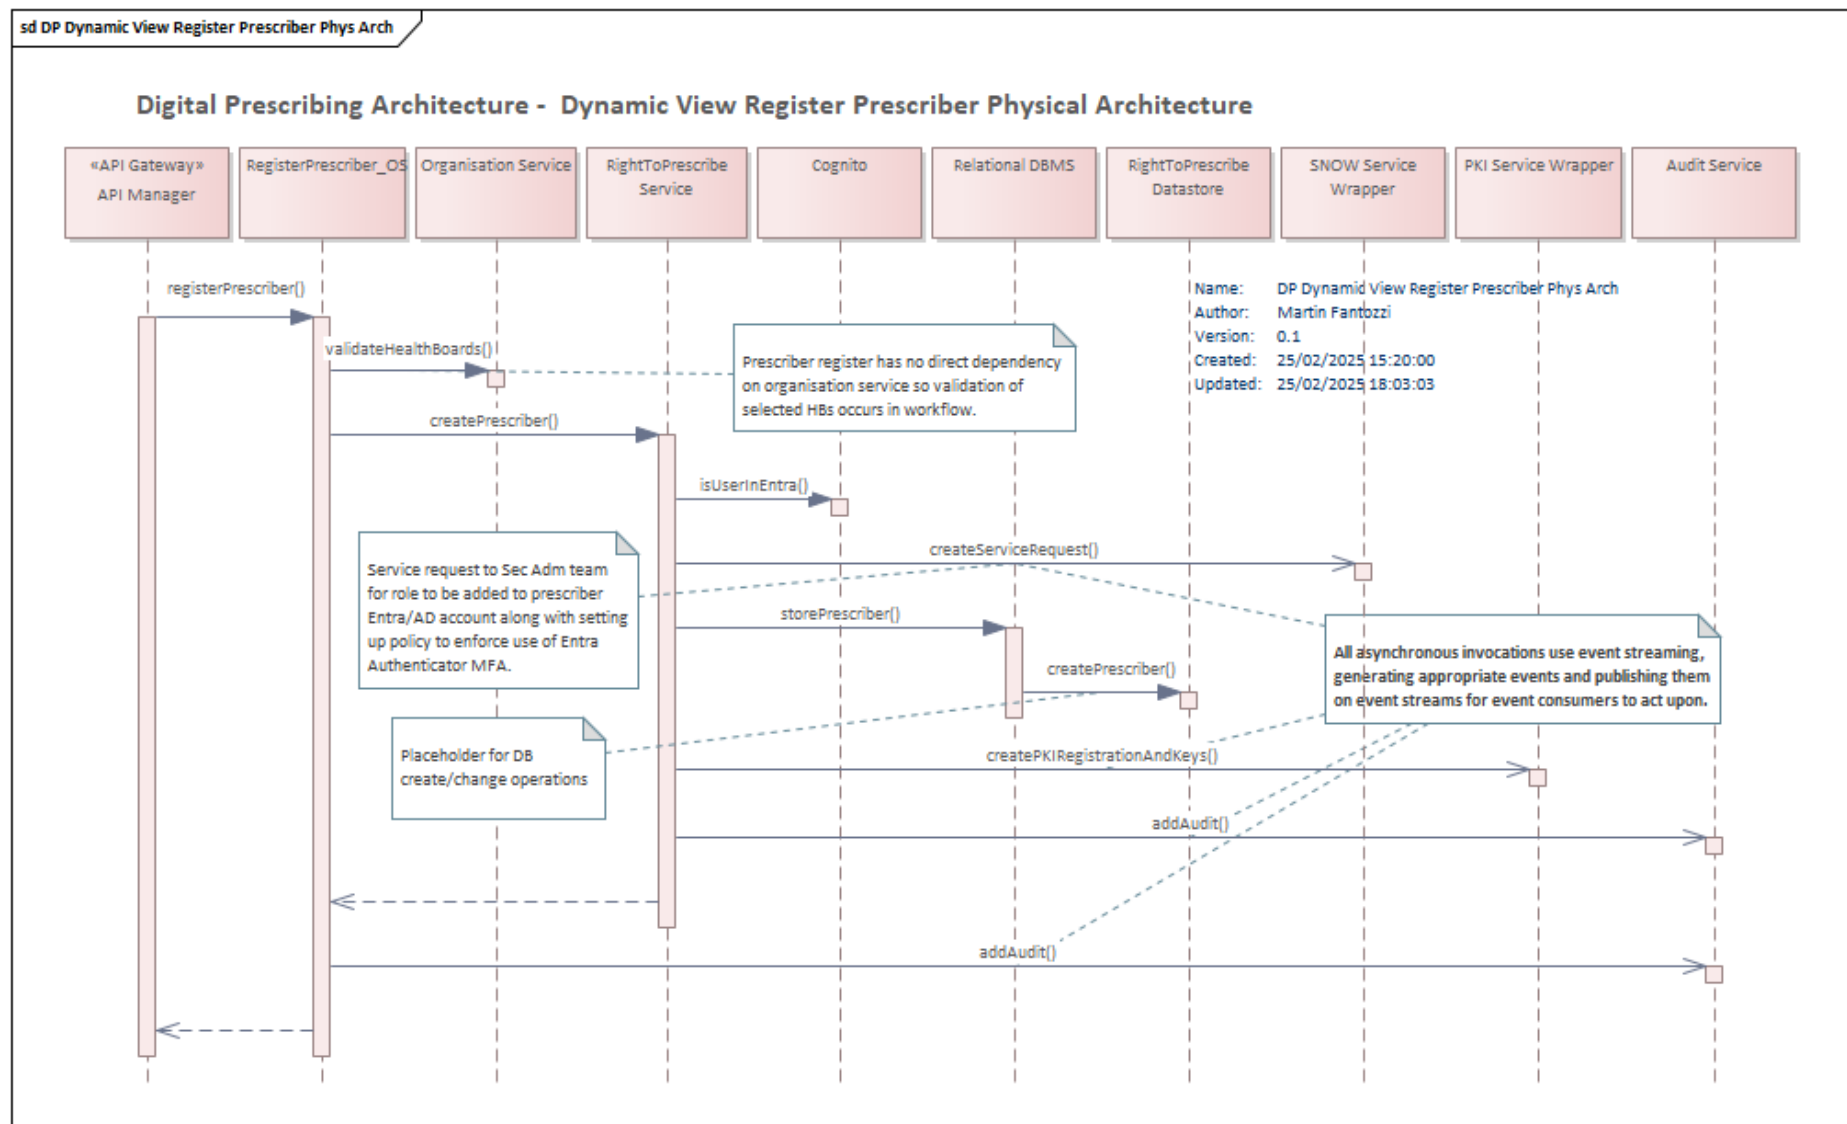 sd DP Dynamic View Register Prescriber Phys Arch
Digital Prescribing Architecture -  Dynamic View Register Prescriber Physical Architecture
«API Gateway»
API Manager
RegisterPrescriber_OS
Organisation Service
RightToPrescribe
Service
Cognito
Relational DBMS
RightToPrescribe
Datastore
SNOW Service
Wrapper
PKI Service Wrapper
Audit Service
registerPrescriber()
Name: DP Dynamic View Register Prescriber Phys Arch
Author: Martin Fantozzi
Version: 0.1
Created: 25/02/2025 15:20:00
Updated: 25/02/2025 18:03:03
validateHealthBoards()
Prescriber register has no direct dependency
on organisation service so validation of
selected HBs occurs in workflow.
createPrescriber()
isUserInEntra()
createServiceRequest()
Service request to Sec Adm team
for role to be added to prescriber
Entra/AD account along with setting
up policy to enforce use of Entra
Authenticator MFA.
storePrescriber()
createPrescriber()
All asynchronous invocations use event streaming,
generating appropriate events and publishing them
on event streams for event consumers to act upon.
Placeholder for DB
create/change operations
createPKIRegistrationAndKeys()
addAudit()
addAudit()